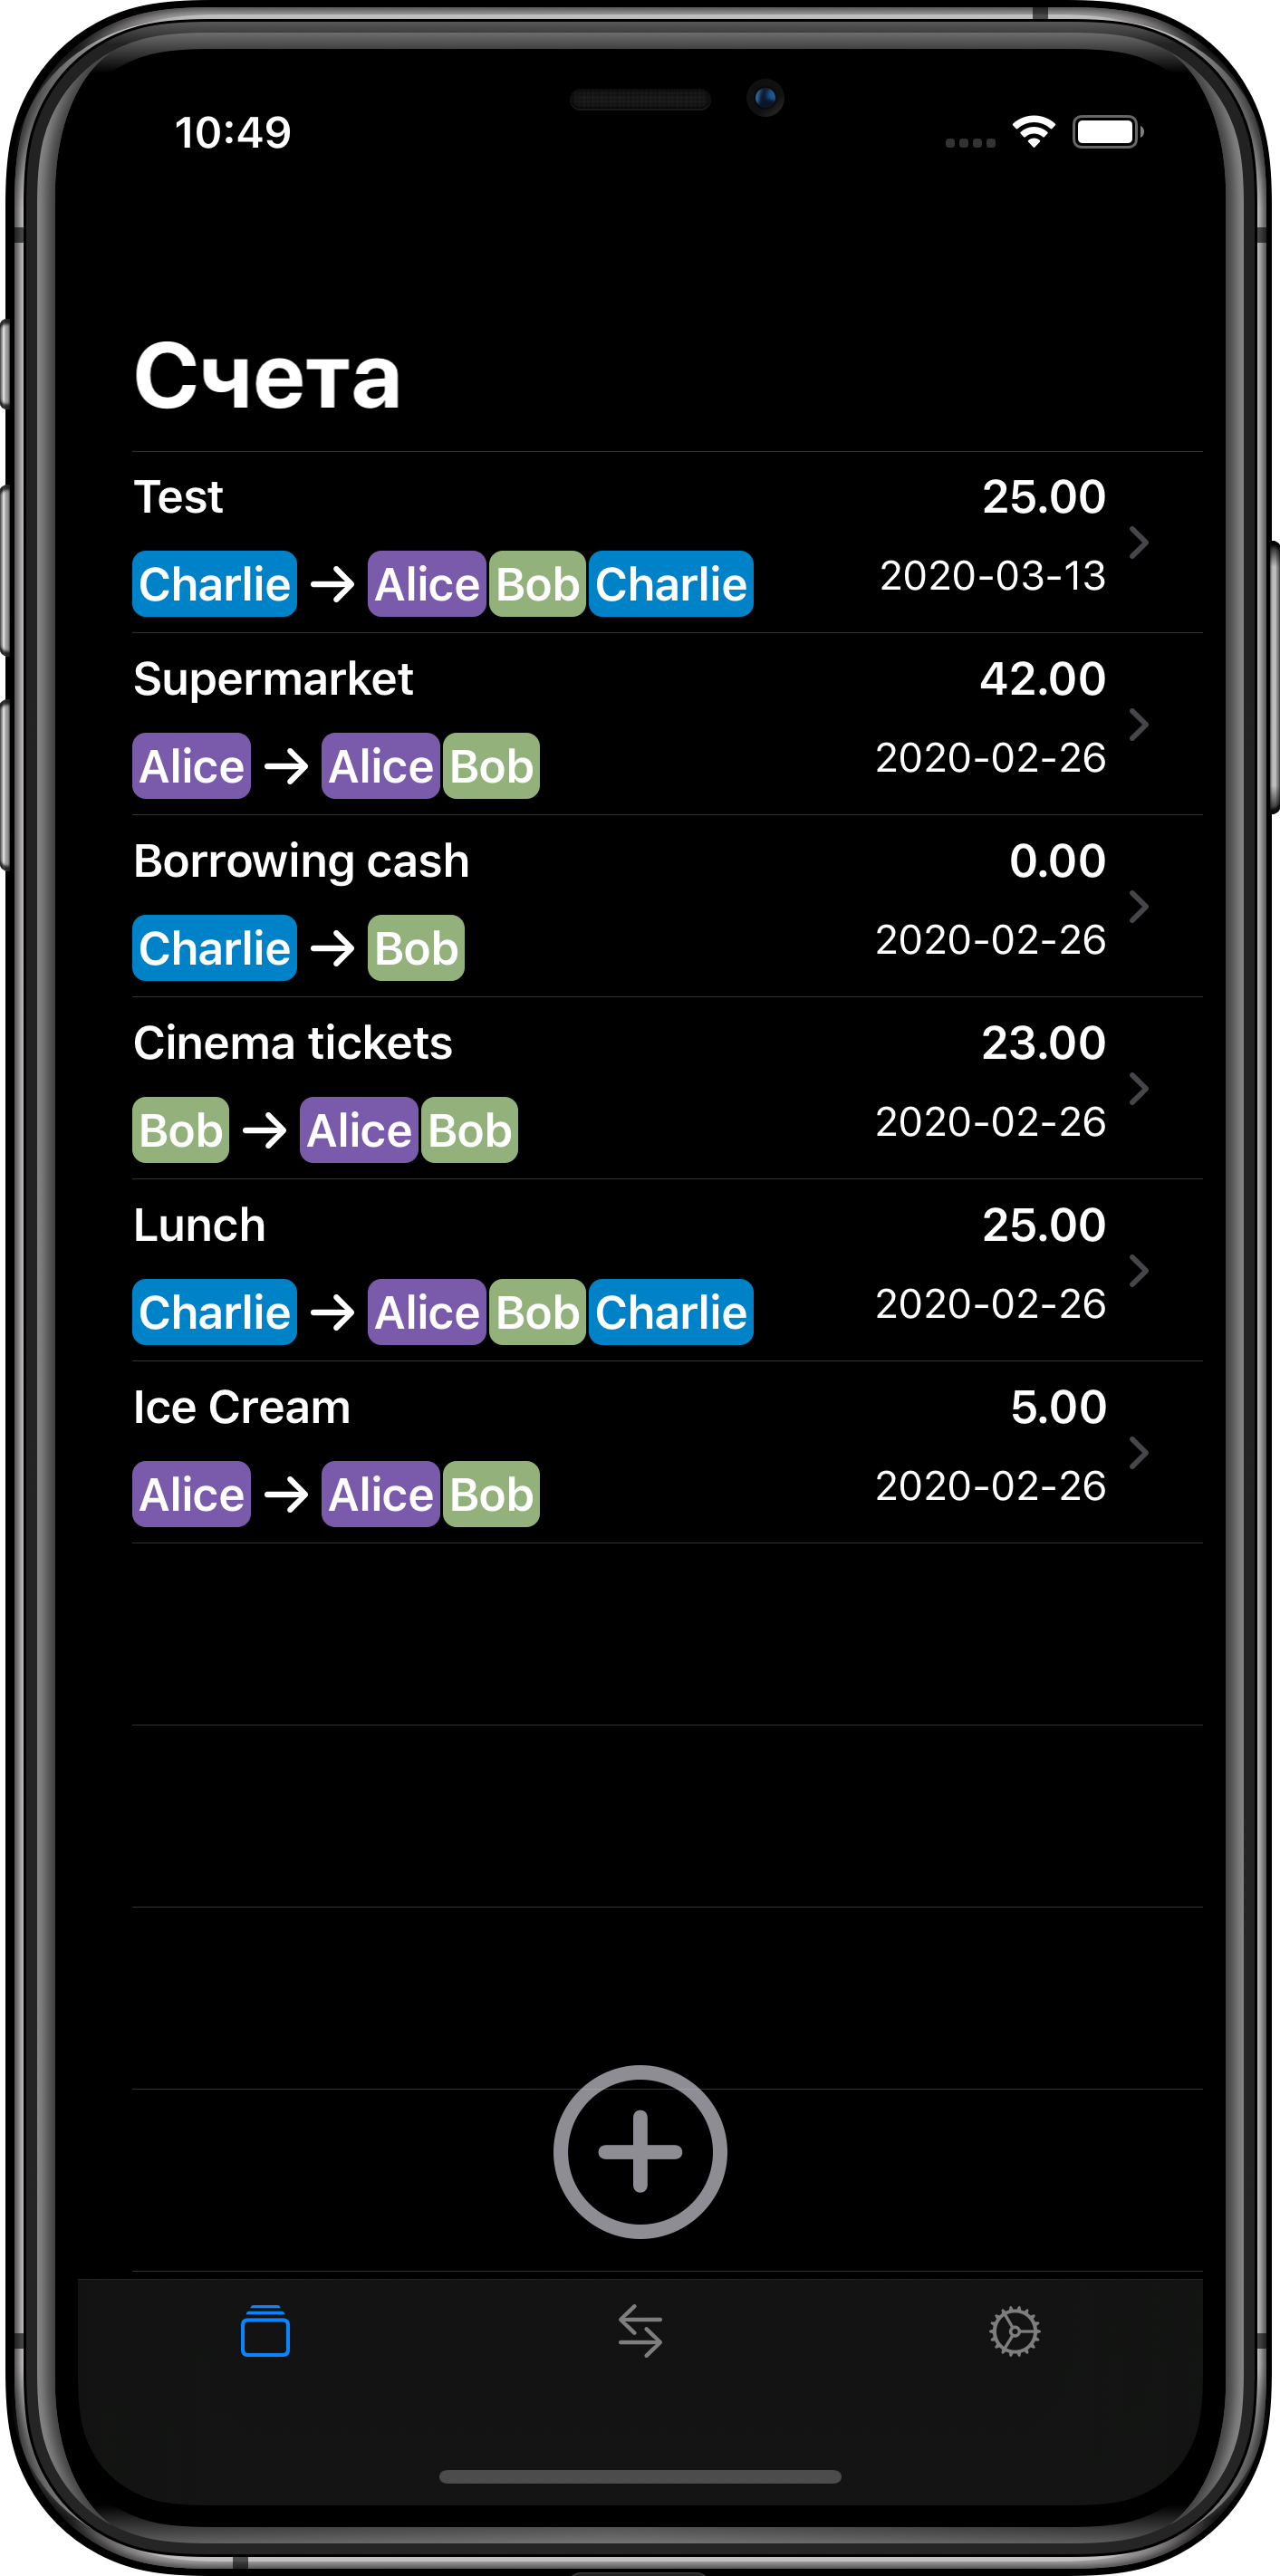 10:49
Счета
Test 25.00
Charlie → Alice Bob Charlie 2020-03-13
Supermarket 42.00
Alice → Alice Bob 2020-02-26
Borrowing cash 0.00
Charlie → Bob 2020-02-26
Cinema tickets 23.00
Bob → Alice Bob 2020-02-26
Lunch 25.00
Charlie → Alice Bob Charlie 2020-02-26
Ice Cream 5.00
Alice → Alice Bob 2020-02-26